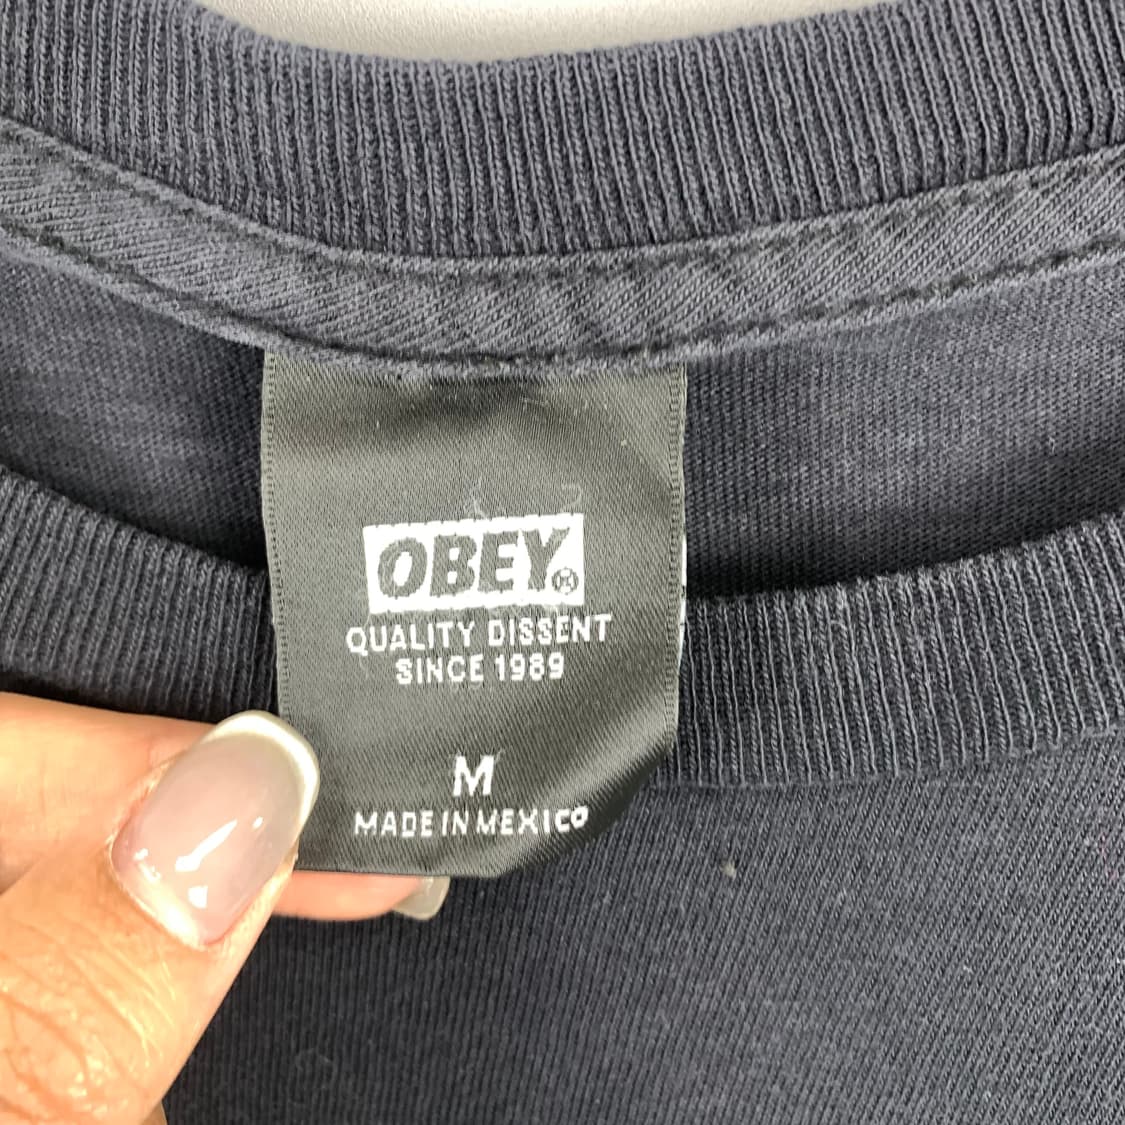 OBEY®
QUALITY DISSENT
SINCE 1989
M
MADE IN MEXICO